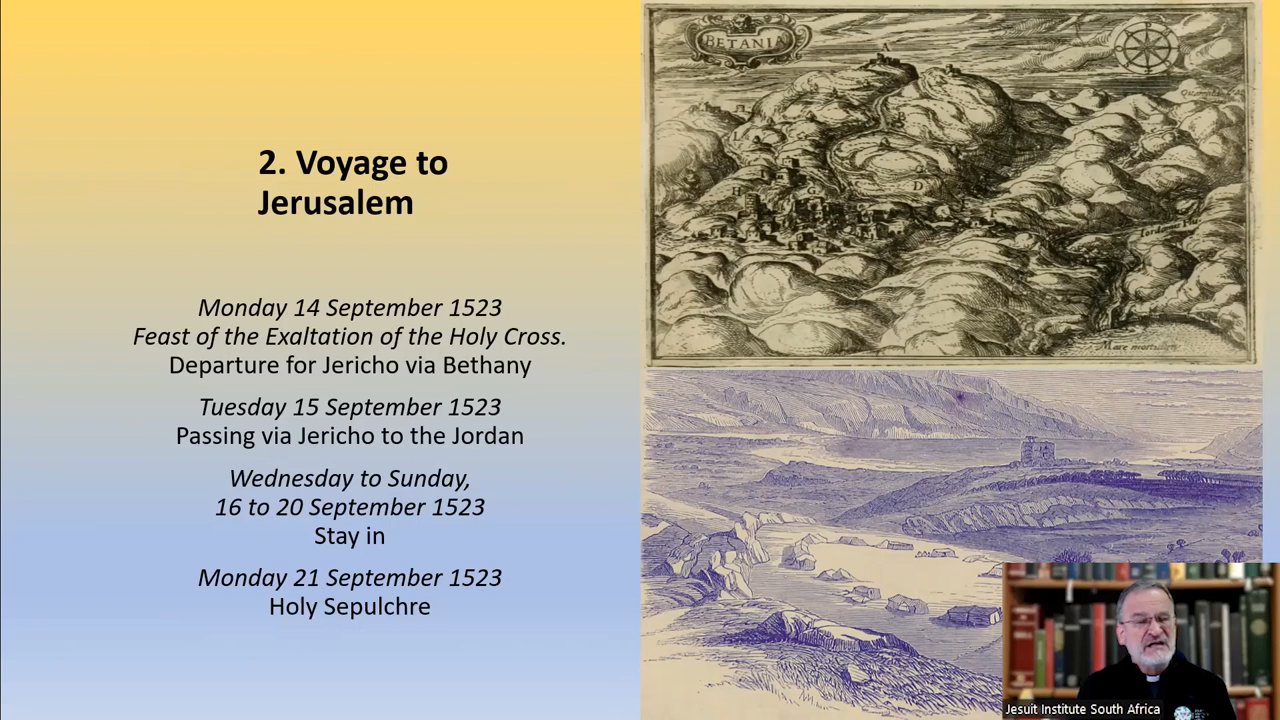 2. Voyage to
Jerusalem
Monday 14 September 1523
Feast of the Exaltation of the Holy Cross.
Departure for Jericho via Bethany
Tuesday 15 September 1523
Passing via Jericho to the Jordan
Wednesday to Sunday,
16 to 20 September 1523
Stay in
Monday 21 September 1523
Holy Sepulchre
BETANIA
A
B
H
G
D
Mare mortuum
Jesuit Institute South Africa